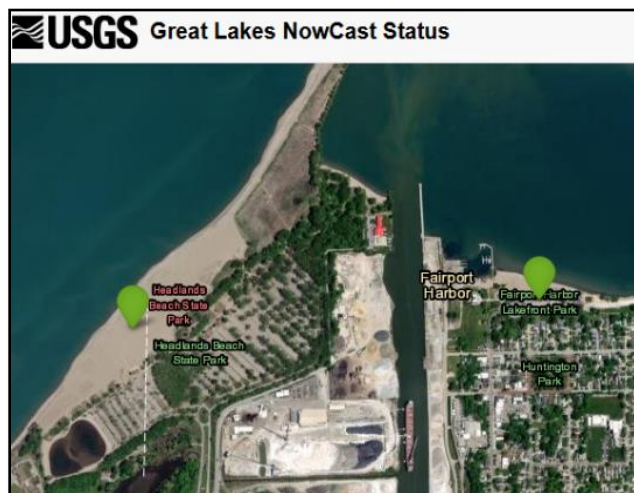 USGS Great Lakes NowCast Status
Headlands
Beach State
Park
Headlands Beach
State Park
Fairport
Harbor
Fairport Harbor
Lakefront Park
Huntington
Park